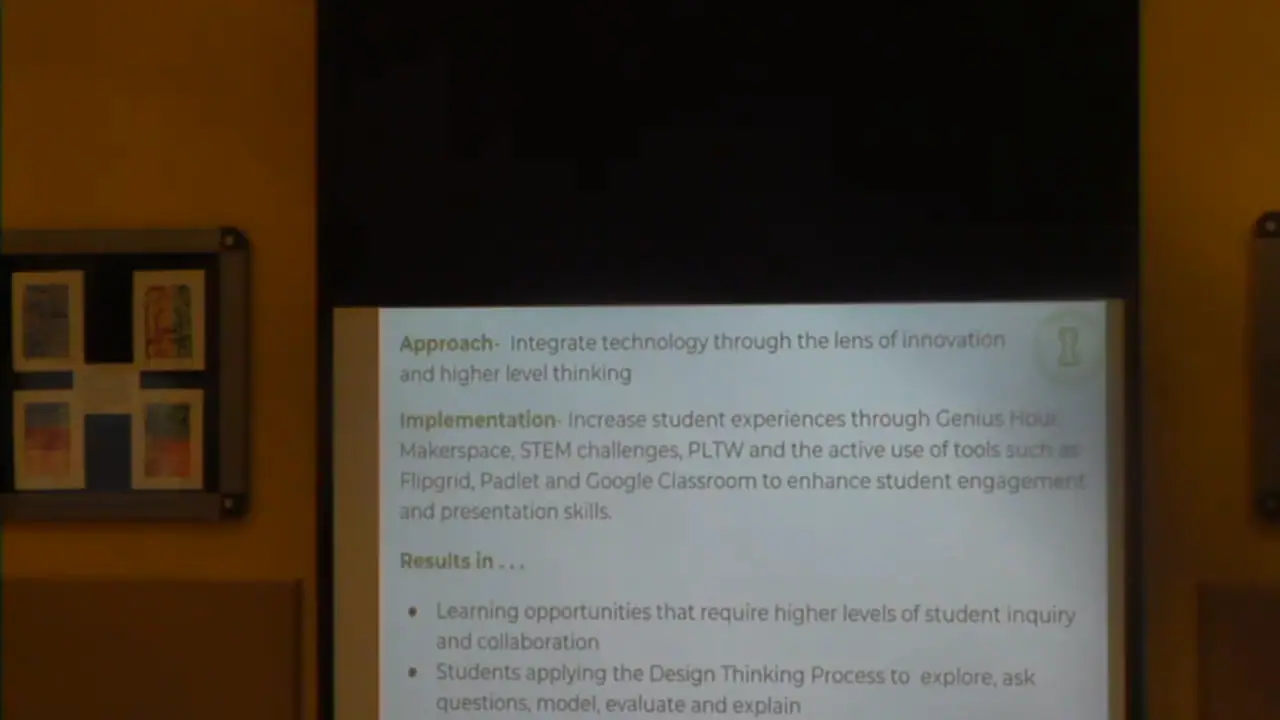 Approach- Integrate technology through the lens of innovation
and higher level thinking
Implementation- Increase student experiences through Genius Hour,
Makerspace, STEM challenges, PLTW and the active use of tools such as
Flipgrid, Padlet and Google Classroom to enhance student engagement
and presentation skills.
Results in . . .
• Learning opportunities that require higher levels of student inquiry
and collaboration
• Students applying the Design Thinking Process to explore, ask
questions, model, evaluate and explain